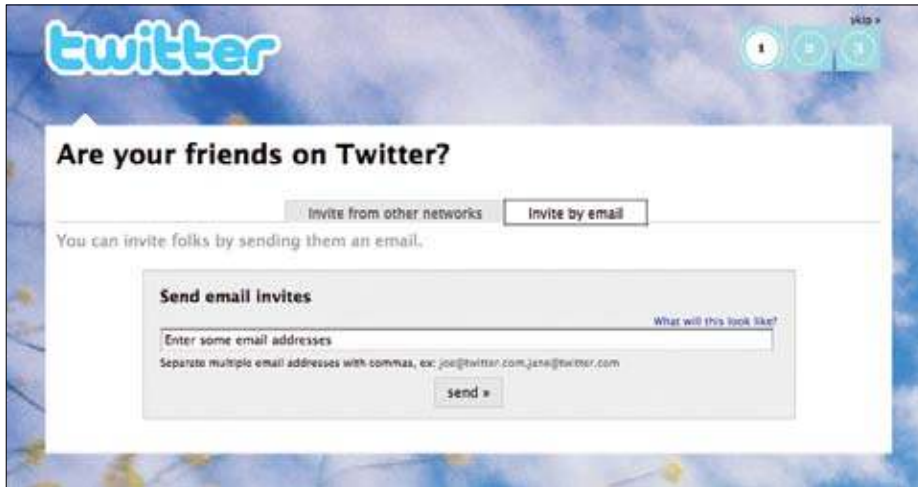 twitter
skip »
1 2 3
Are your friends on Twitter?
Invite from other networks Invite by email
You can invite folks by sending them an email.
Send email invites
What will this look like?
Enter some email addresses
Separate multiple email addresses with commas, ex: joe@twitter.com,jane@twitter.com
send »